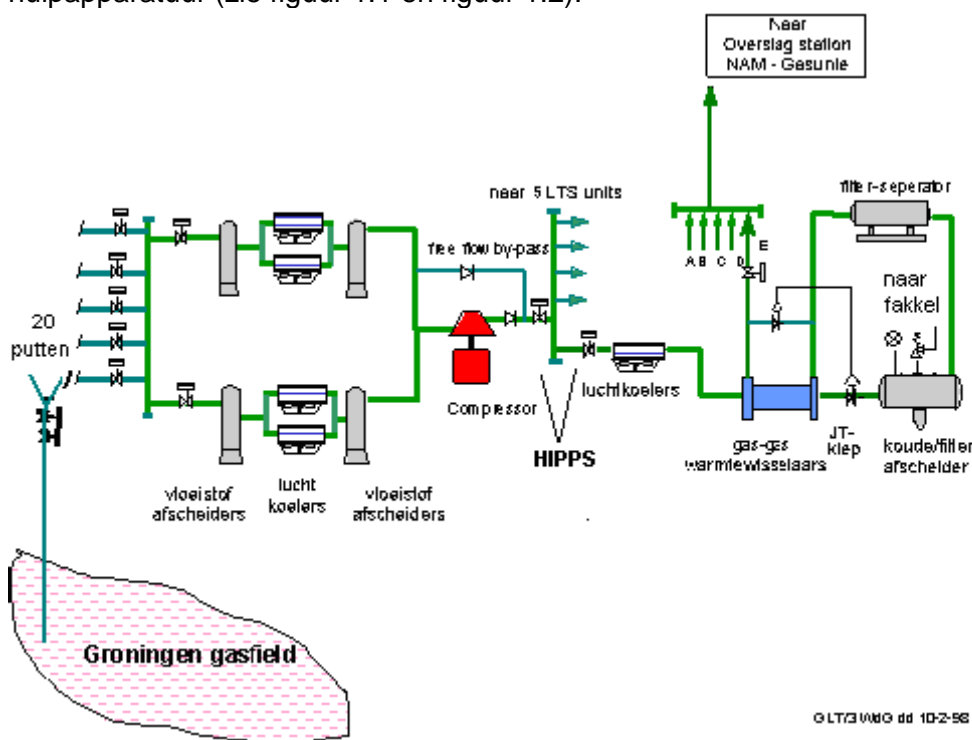 hulpapparatuur (zie figuur 1.1 en figuur 1.2).
Naar
Overslag station
NAM - Gasunie
naar 5 LTS units
filter-seperator
free flow by-pass
A B C D
E
naar
fakkel
20
putten
Compressor
luchtkoelers
HIPPS
gas-gas
warmtewisselaars
JT-
klep
koude/filter
afscheider
vloeistof
afscheiders
lucht
koelers
vloeistof
afscheiders
Groningen gasfield
GLT/3 WdG dd 10-2-98